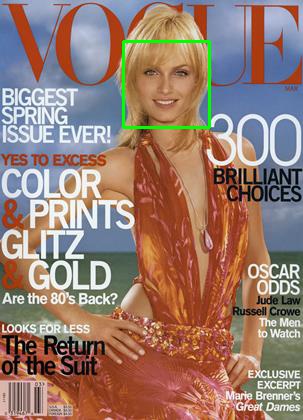 VOGUE
MAR
BIGGEST
SPRING
ISSUE EVER!
YES TO EXCESS
COLOR
& PRINTS
GLITZ
& GOLD
Are the 80's Back?
LOOKS FOR LESS
The Return
of the Suit
300
BRILLIANT
CHOICES
OSCAR
ODDS
Jude Law
Russell Crowe
The Men
to Watch
EXCLUSIVE
EXCERPT
Marie Brenner's
Great Dames